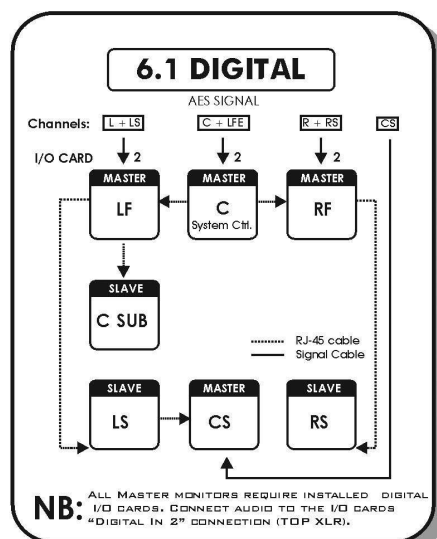 6.1 DIGITAL
AES SIGNAL
Channels: L + LS C + LFE R + RS CS
I/O CARD 2 2 2
MASTER MASTER MASTER
LF C RF
System Ctrl.
SLAVE
C SUB
RJ-45 cable
Signal Cable
SLAVE MASTER SLAVE
LS CS RS
NB: ALL MASTER MONITORS REQUIRE INSTALLED DIGITAL
I/O CARDS. CONNECT AUDIO TO THE I/O CARDS
"DIGITAL IN 2" CONNECTION (TOP XLR).